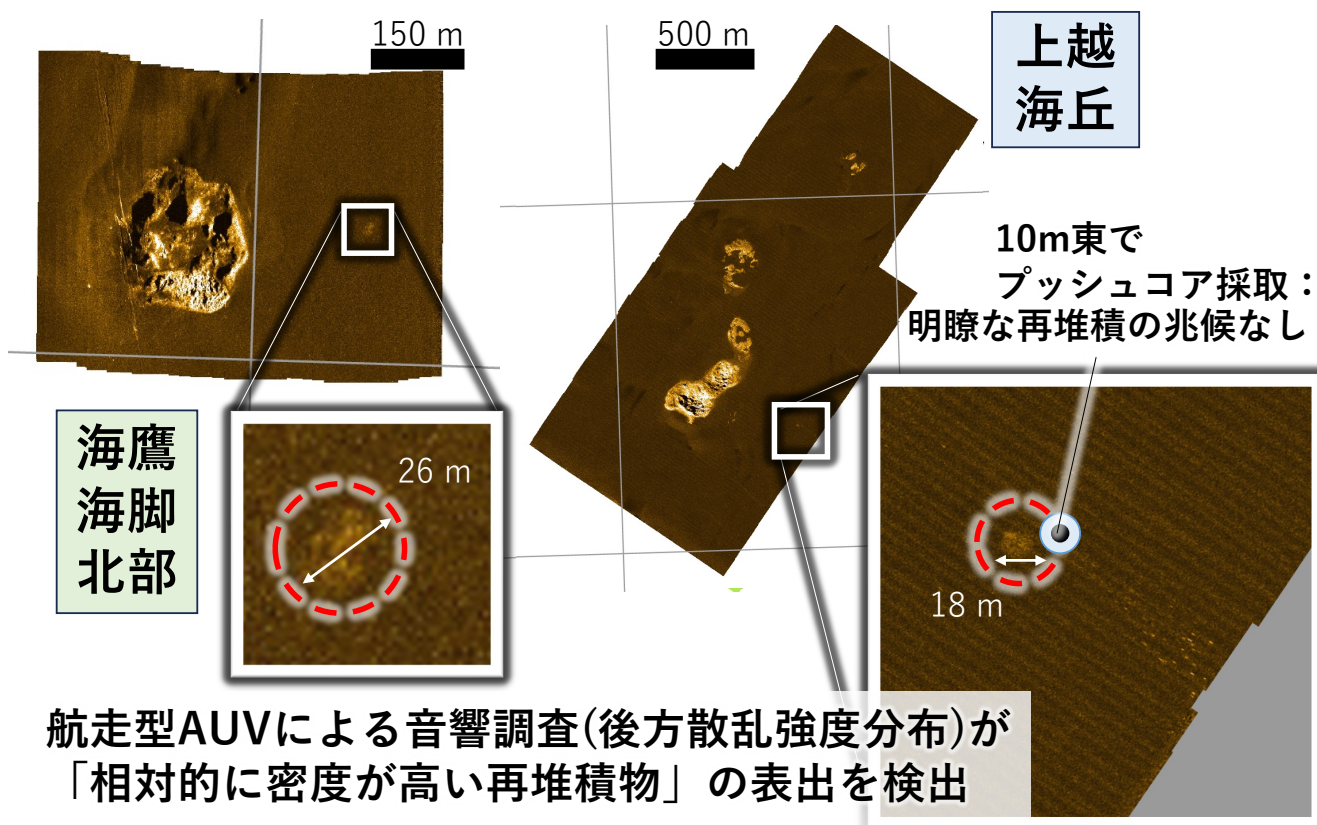 150 m
500 m
上越
海丘
10m東で
プッシュコア採取：
明瞭な再堆積の兆候なし
海鷹
海脚
北部
26 m
18 m
航走型AUVによる音響調査(後方散乱強度分布)が
「相対的に密度が高い再堆積物」の表出を検出